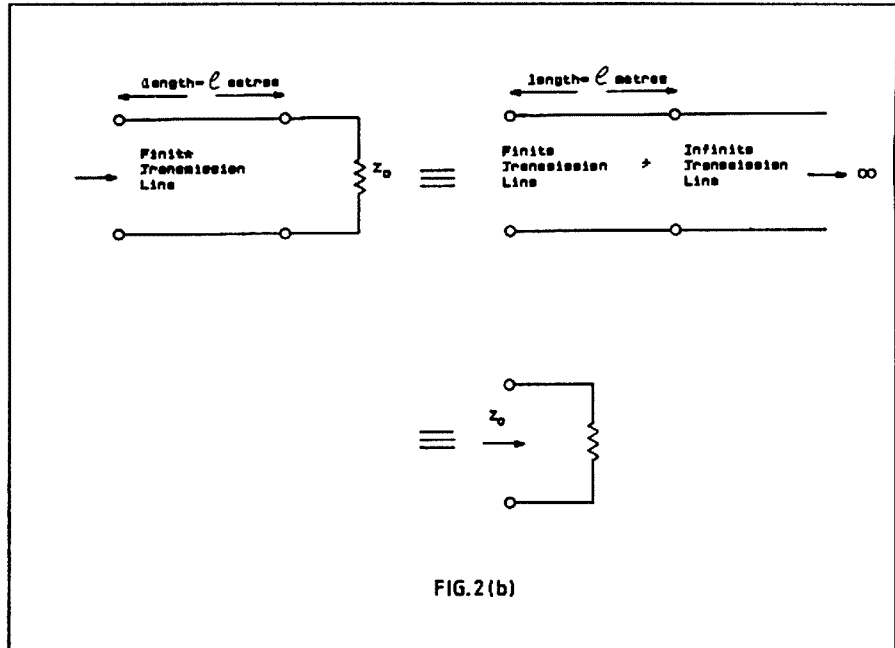 length= ℓ metres
length= ℓ metres
Finite
Transmission
Line
Z₀
≡
Finite
Transmission
Line
+
Infinite
Transmission
Line
∞
≡
Z₀
FIG.2(b)